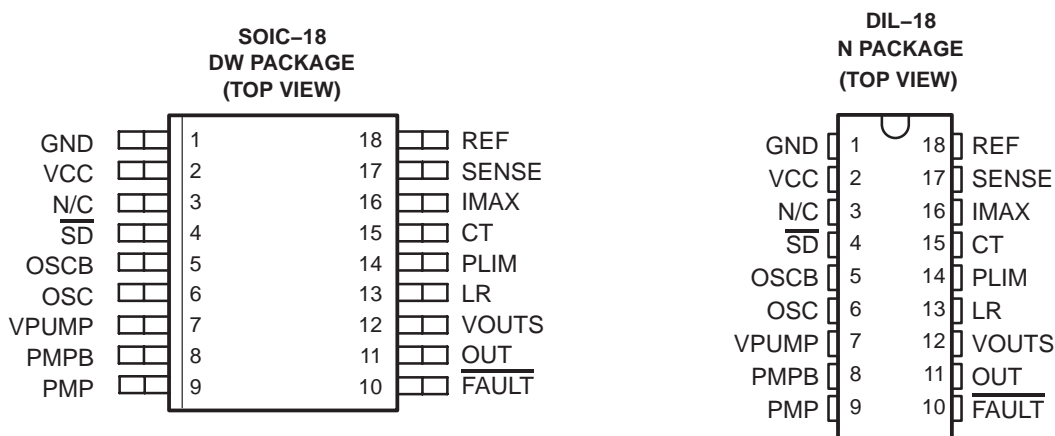 SOIC–18
DW PACKAGE
(TOP VIEW)
GND 1 18 REF
VCC 2 17 SENSE
N/C 3 16 IMAX
SD 4 15 CT
OSCB 5 14 PLIM
OSC 6 13 LR
VPUMP 7 12 VOUTS
PMPB 8 11 OUT
PMP 9 10 FAULT
DIL–18
N PACKAGE
(TOP VIEW)
GND 1 18 REF
VCC 2 17 SENSE
N/C 3 16 IMAX
SD 4 15 CT
OSCB 5 14 PLIM
OSC 6 13 LR
VPUMP 7 12 VOUTS
PMPB 8 11 OUT
PMP 9 10 FAULT